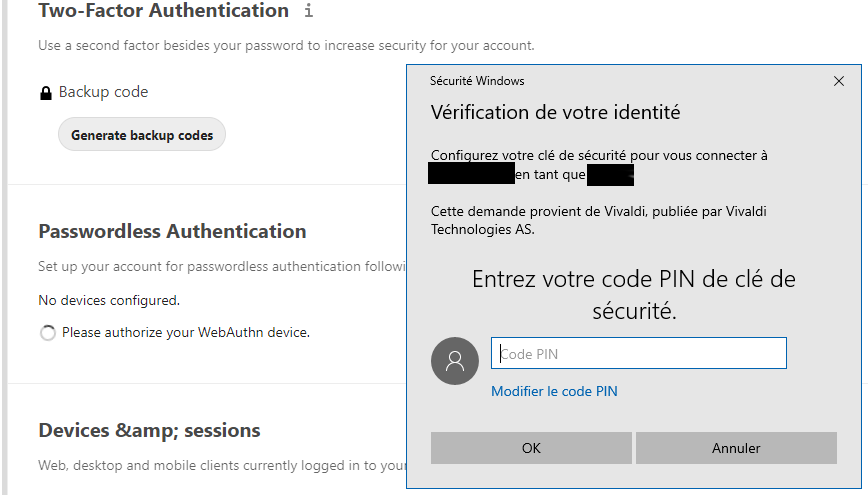 Two-Factor Authentication i
Use a second factor besides your password to increase security for your account.
Backup code
Generate backup codes
Passwordless Authentication
Set up your account for passwordless authentication followi
No devices configured.
Please authorize your WebAuthn device.
Devices &amp; sessions
Web, desktop and mobile clients currently logged in to your
Sécurité Windows
Vérification de votre identité
Configurez votre clé de sécurité pour vous connecter à
en tant que
Cette demande provient de Vivaldi, publiée par Vivaldi
Technologies AS.
Entrez votre code PIN de clé de
sécurité.
Code PIN
Modifier le code PIN
OK
Annuler